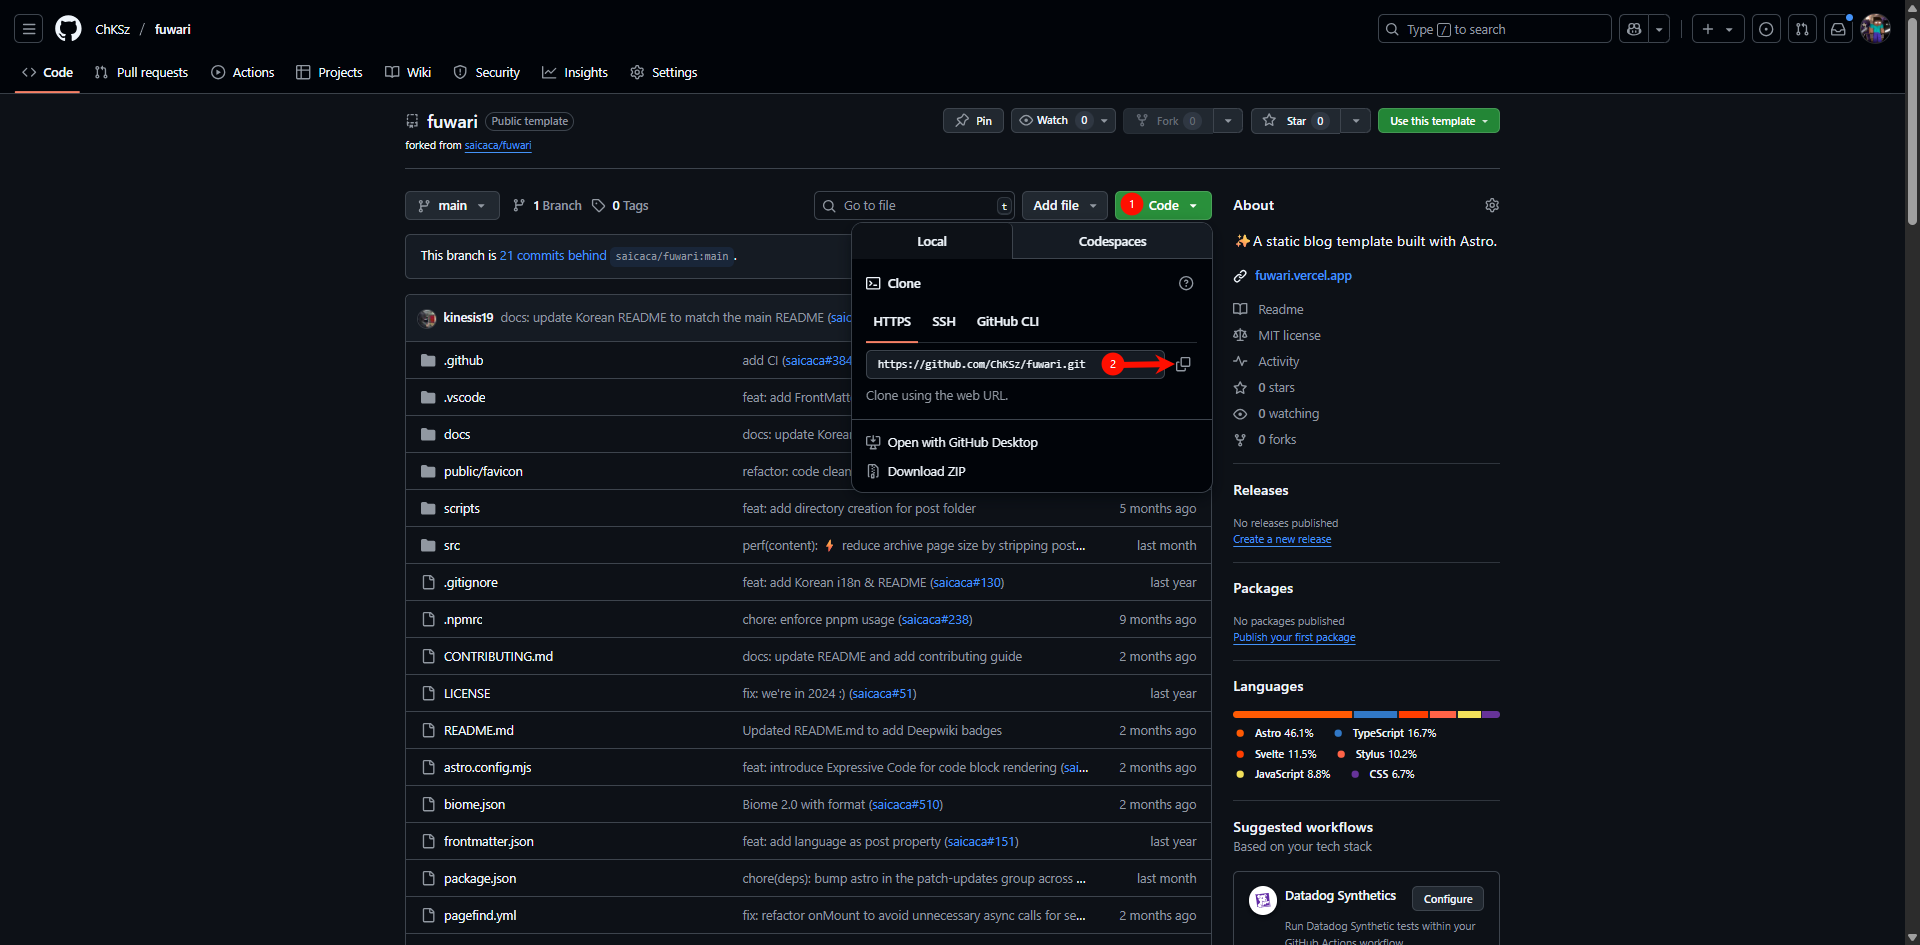 ChKSz / fuwari
Type / to search
Code
Pull requests
Actions
Projects
Wiki
Security
Insights
Settings
fuwari Public template
forked from saicaca/fuwari
Pin
Watch 0
Fork 0
Star 0
Use this template
main
1 Branch
0 Tags
Go to file t
Add file
1 Code
This branch is 21 commits behind saicaca/fuwari:main .
Local
Codespaces
Clone
HTTPS
SSH
GitHub CLI
https://github.com/ChKSz/fuwari.git 2
Clone using the web URL.
Open with GitHub Desktop
Download ZIP
kinesis19 docs: update Korean README to match the main README (saic
.github add CI (saicaca#384
.vscode feat: add FrontMatt
docs docs: update Korea
public/favicon refactor: code clean
scripts feat: add directory creation for post folder 5 months ago
src perf(content): ⚡ reduce archive page size by stripping post... last month
.gitignore feat: add Korean i18n & README (saicaca#130) last year
.npmrc chore: enforce pnpm usage (saicaca#238) 9 months ago
CONTRIBUTING.md docs: update README and add contributing guide 2 months ago
LICENSE fix: we're in 2024 :) (saicaca#51) last year
README.md Updated README.md to add Deepwiki badges 2 months ago
astro.config.mjs feat: introduce Expressive Code for code block rendering (sai... 2 months ago
biome.json Biome 2.0 with format (saicaca#510) 2 months ago
frontmatter.json feat: add language as post property (saicaca#151) last year
package.json chore(deps): bump astro in the patch-updates group across ... last month
pagefind.yml fix: refactor onMount to avoid unnecessary async calls for se... 2 months ago
About
✨A static blog template built with Astro.
fuwari.vercel.app
Readme
MIT license
Activity
0 stars
0 watching
0 forks
Releases
No releases published
Create a new release
Packages
No packages published
Publish your first package
Languages
Astro 46.1% TypeScript 16.7%
Svelte 11.5% Stylus 10.2%
JavaScript 8.8% CSS 6.7%
Suggested workflows
Based on your tech stack
Datadog Synthetics
Configure
Run Datadog Synthetic tests within your
GitHub Actions workflow